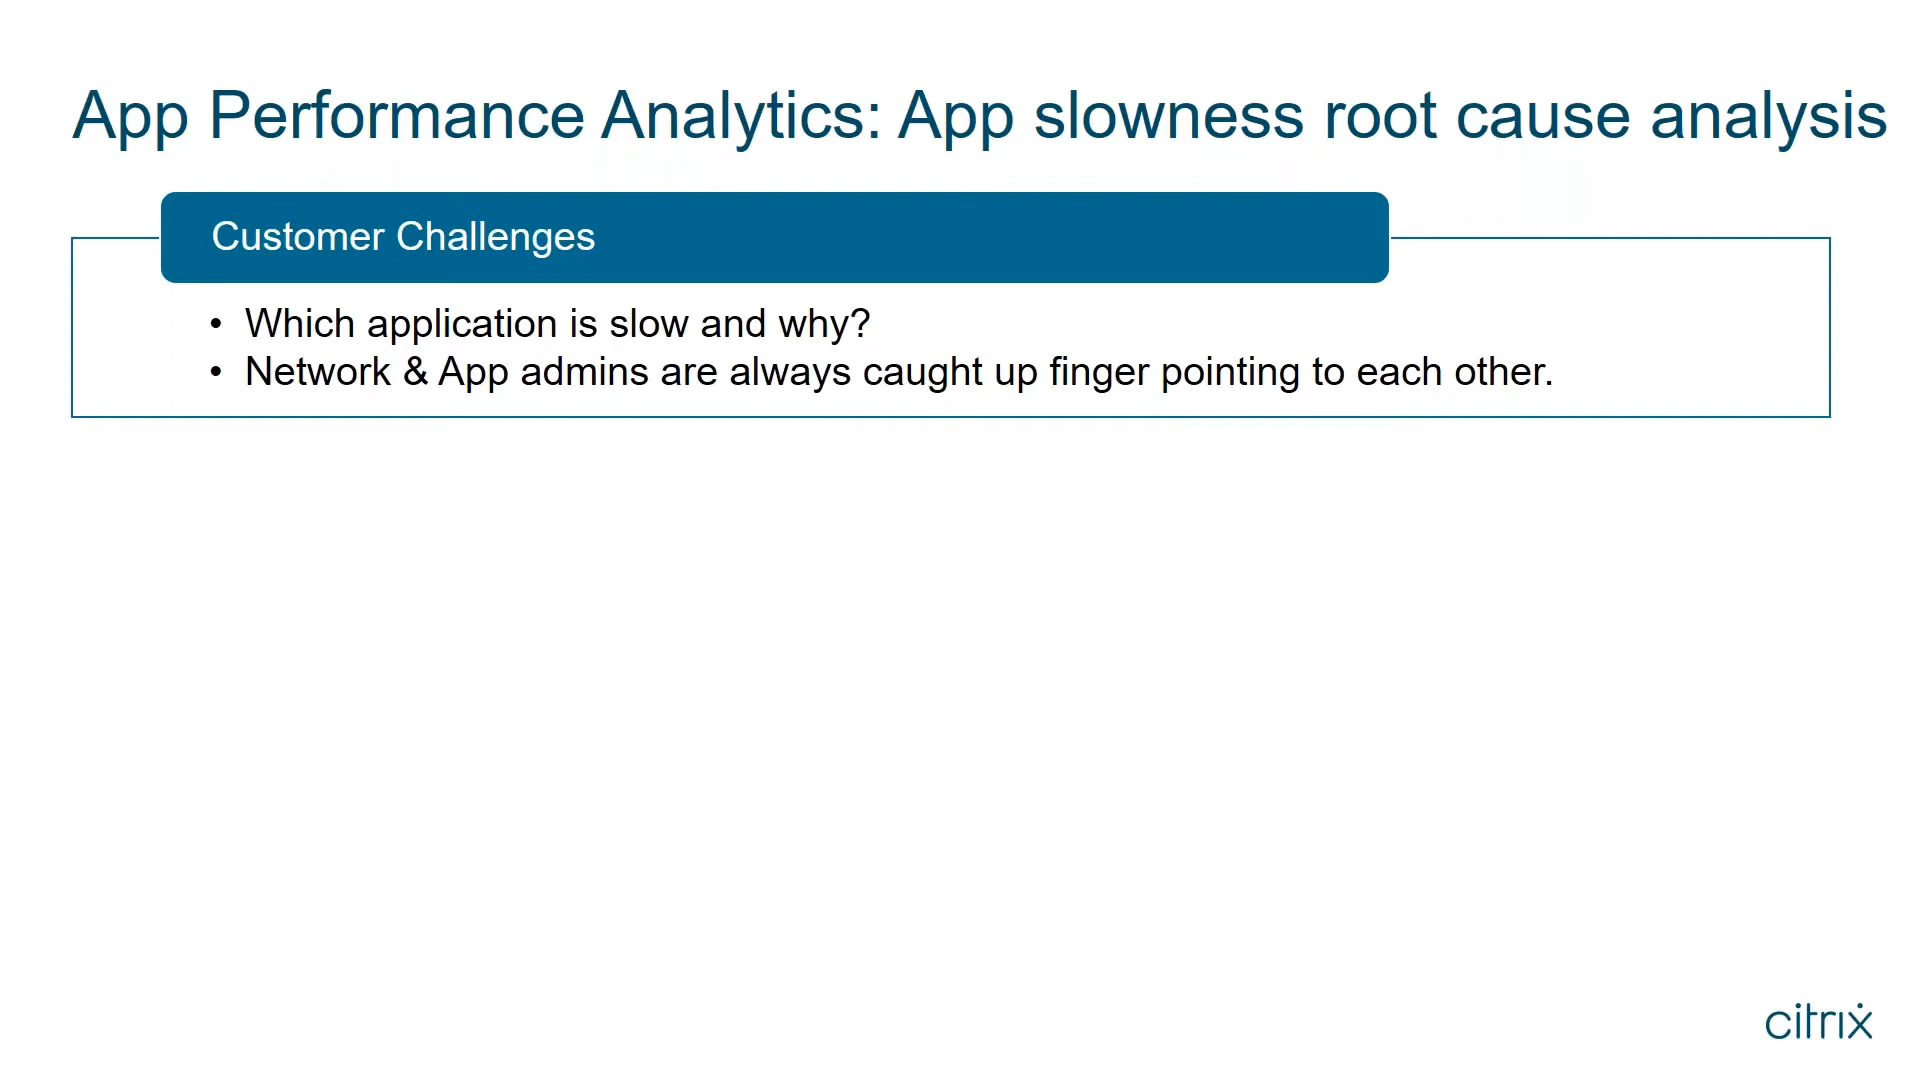 App Performance Analytics: App slowness root cause analysis
Customer Challenges
• Which application is slow and why?
• Network & App admins are always caught up finger pointing to each other.
citrix